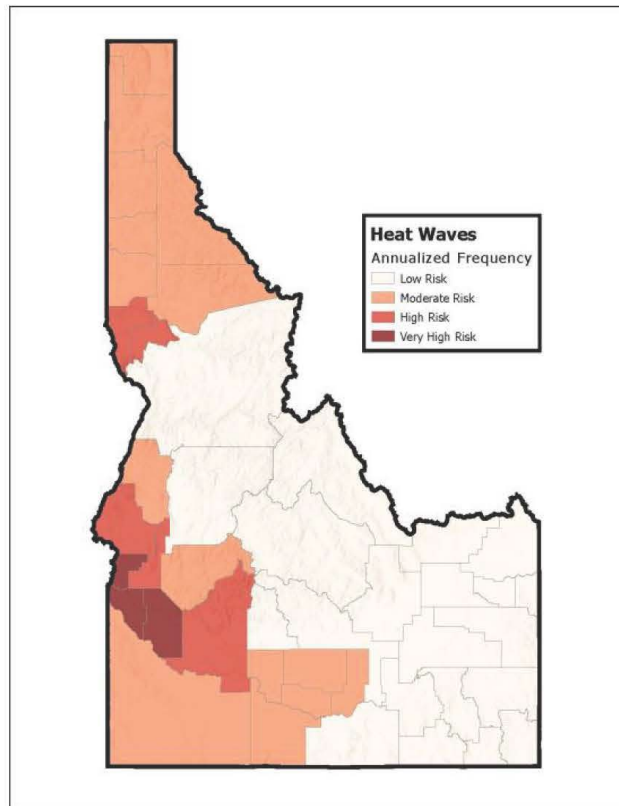 Heat Waves
Annualized Frequency
Low Risk
Moderate Risk
High Risk
Very High Risk